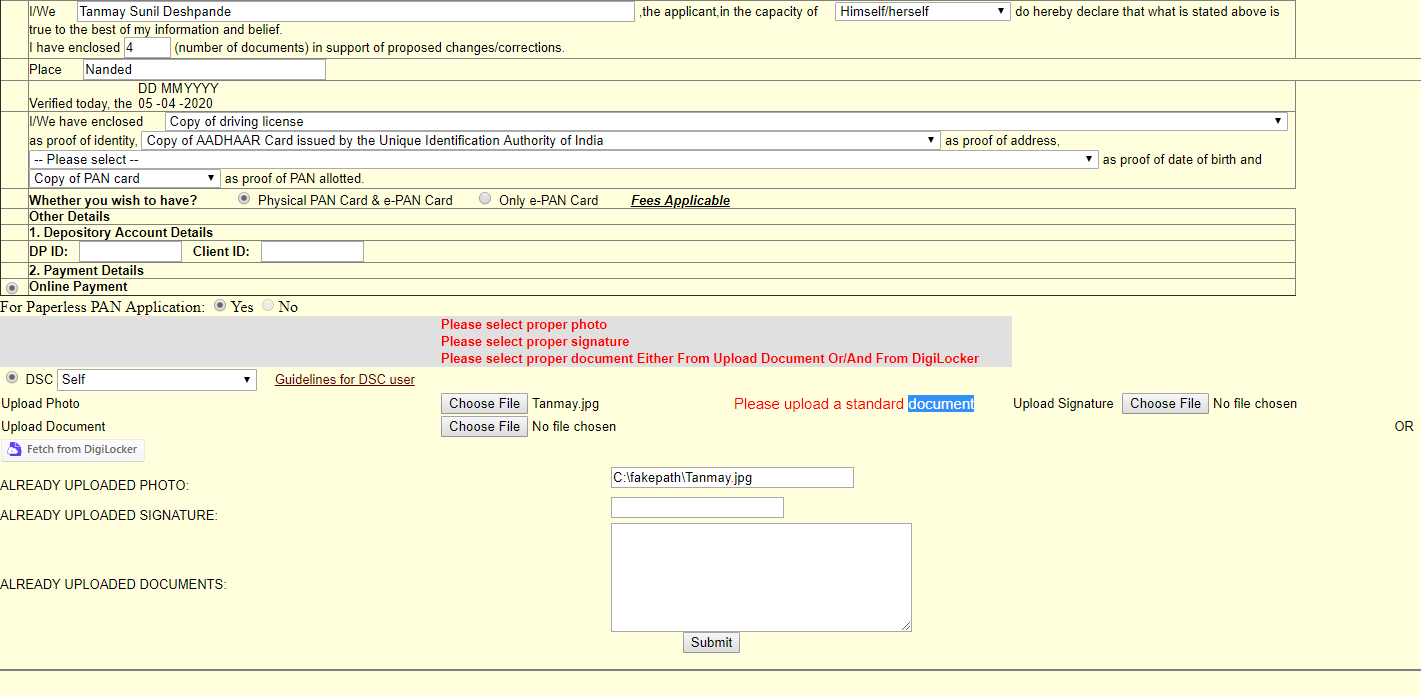 I/We Tanmay Sunil Deshpande ,the applicant,in the capacity of Himself/herself do hereby declare that what is stated above is
true to the best of my information and belief.
I have enclosed 4 (number of documents) in support of proposed changes/corrections.
Place Nanded
DD MMYYYY
Verified today, the 05 -04 -2020
I/We have enclosed Copy of driving license
as proof of identity, Copy of AADHAAR Card issued by the Unique Identification Authority of India as proof of address,
-- Please select -- as proof of date of birth and
Copy of PAN card as proof of PAN allotted.
Whether you wish to have? Physical PAN Card & e-PAN Card Only e-PAN Card Fees Applicable
Other Details
1. Depository Account Details
DP ID: Client ID:
2. Payment Details
Online Payment
For Paperless PAN Application: Yes No
Please select proper photo
Please select proper signature
Please select proper document Either From Upload Document Or/And From DigiLocker
DSC Self Guidelines for DSC user
Upload Photo Choose File Tanmay.jpg Please upload a standard document Upload Signature Choose File No file chosen
Upload Document Choose File No file chosen OR
Fetch from DigiLocker
ALREADY UPLOADED PHOTO: C:\fakepath\Tanmay.jpg
ALREADY UPLOADED SIGNATURE:
ALREADY UPLOADED DOCUMENTS:
Submit